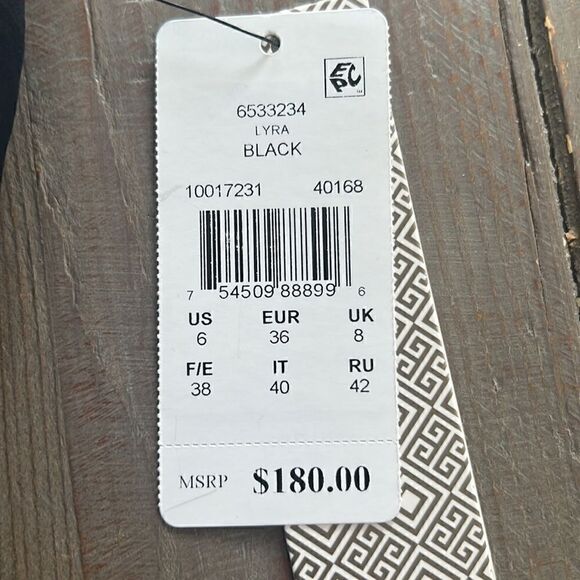 EPC
6533234
LYRA
BLACK
10017231 40168
7 54509 88899 6
US EUR UK
6 36 8
F/E IT RU
38 40 42
MSRP $180.00